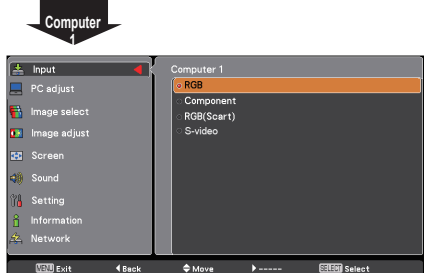 Computer
1
Input
PC adjust
Image select
Image adjust
Screen
Sound
Setting
Information
Network
Computer 1
RGB
Component
RGB(Scart)
S-video
MENU Exit
Back
Move
-----
SELECT Select